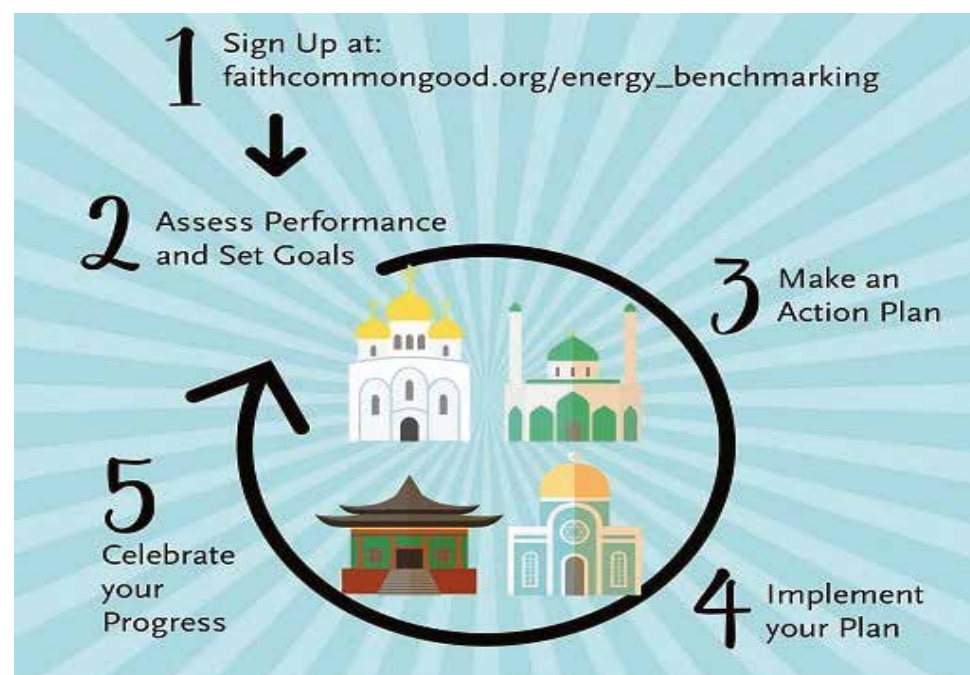 1 Sign Up at:
faithcommongood.org/energy_benchmarking
2 Assess Performance
and Set Goals
3 Make an
Action Plan
4 Implement
your Plan
5
Celebrate
your
Progress